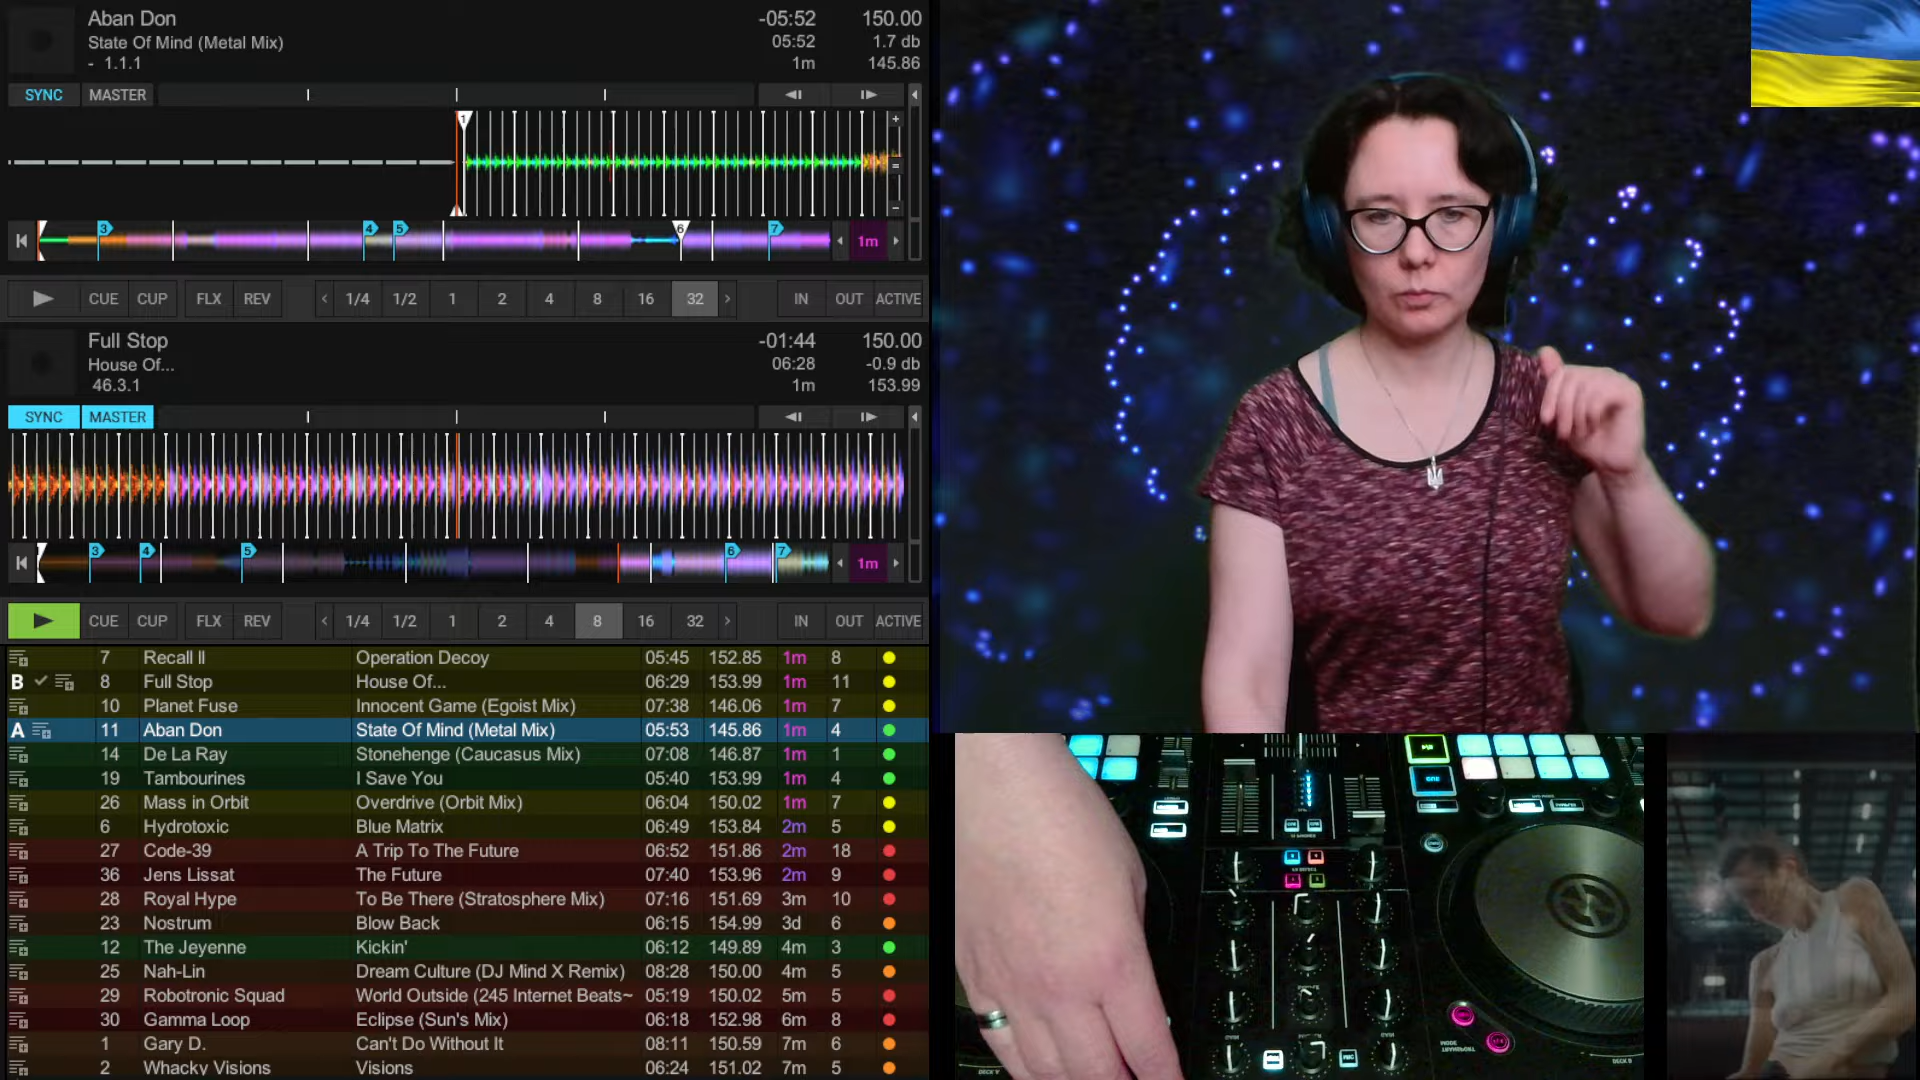 Aban Don -05:52 150.00
State Of Mind (Metal Mix) 05:52 1.7 db
- 1.1.1 1m 145.86
SYNC MASTER
1
3 4 5 6 7 1m
CUE CUP FLX REV 1/4 1/2 1 2 4 8 16 32 IN OUT ACTIVE
Full Stop -01:44 150.00
House Of... 06:28 -0.9 db
46.3.1 1m 153.99
SYNC MASTER
3 4 5 6 7 1m
CUE CUP FLX REV 1/4 1/2 1 2 4 8 16 32 IN OUT ACTIVE
7 Recall II Operation Decoy 05:45 152.85 1m 8
B 8 Full Stop House Of... 06:29 153.99 1m 11
10 Planet Fuse Innocent Game (Egoist Mix) 07:38 146.06 1m 7
A 11 Aban Don State Of Mind (Metal Mix) 05:53 145.86 1m 4
14 De La Ray Stonehenge (Caucasus Mix) 07:08 146.87 1m 1
19 Tambourines I Save You 05:40 153.99 1m 4
26 Mass in Orbit Overdrive (Orbit Mix) 06:04 150.02 1m 7
6 Hydrotoxic Blue Matrix 06:49 153.84 2m 5
27 Code-39 A Trip To The Future 06:52 151.86 2m 18
36 Jens Lissat The Future 07:40 153.96 2m 9
28 Royal Hype To Be There (Stratosphere Mix) 07:16 151.69 3m 10
23 Nostrum Blow Back 06:15 154.99 3d 6
12 The Jeyenne Kickin' 06:12 149.89 4m 3
25 Nah-Lin Dream Culture (DJ Mind X Remix) 08:28 150.00 4m 5
29 Robotronic Squad World Outside (245 Internet Beats~ 05:19 150.02 5m 5
30 Gamma Loop Eclipse (Sun's Mix) 06:18 152.98 6m 8
1 Gary D. Can't Do Without It 08:11 150.59 7m 6
2 Whacky Visions Visions 06:24 151.02 7m 5